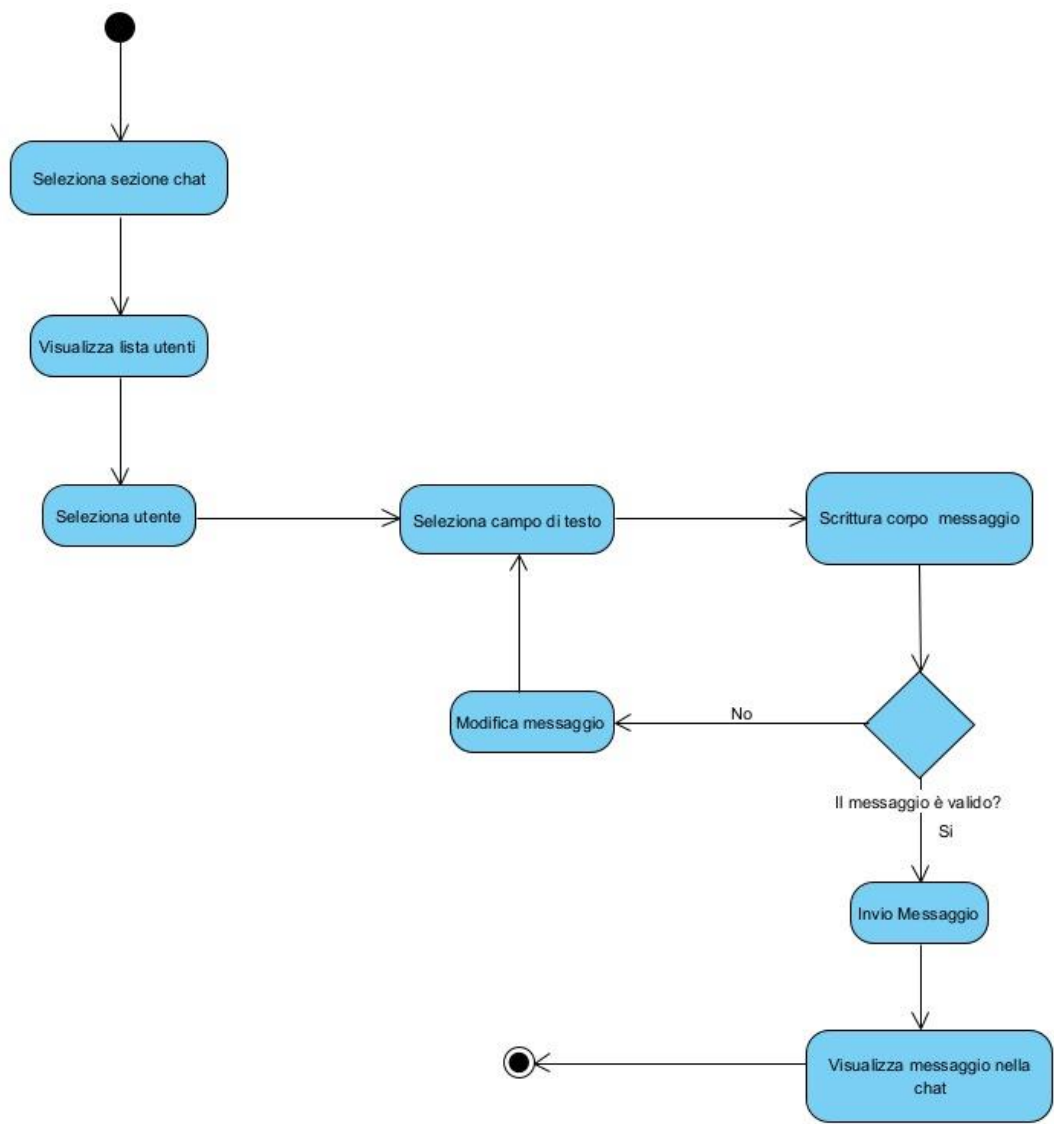 Seleziona sezione chat
Visualizza lista utenti
Seleziona utente
Seleziona campo di testo
Scrittura corpo messaggio
Modifica messaggio
No
Il messaggio è valido?
Si
Invio Messaggio
Visualizza messaggio nella
chat